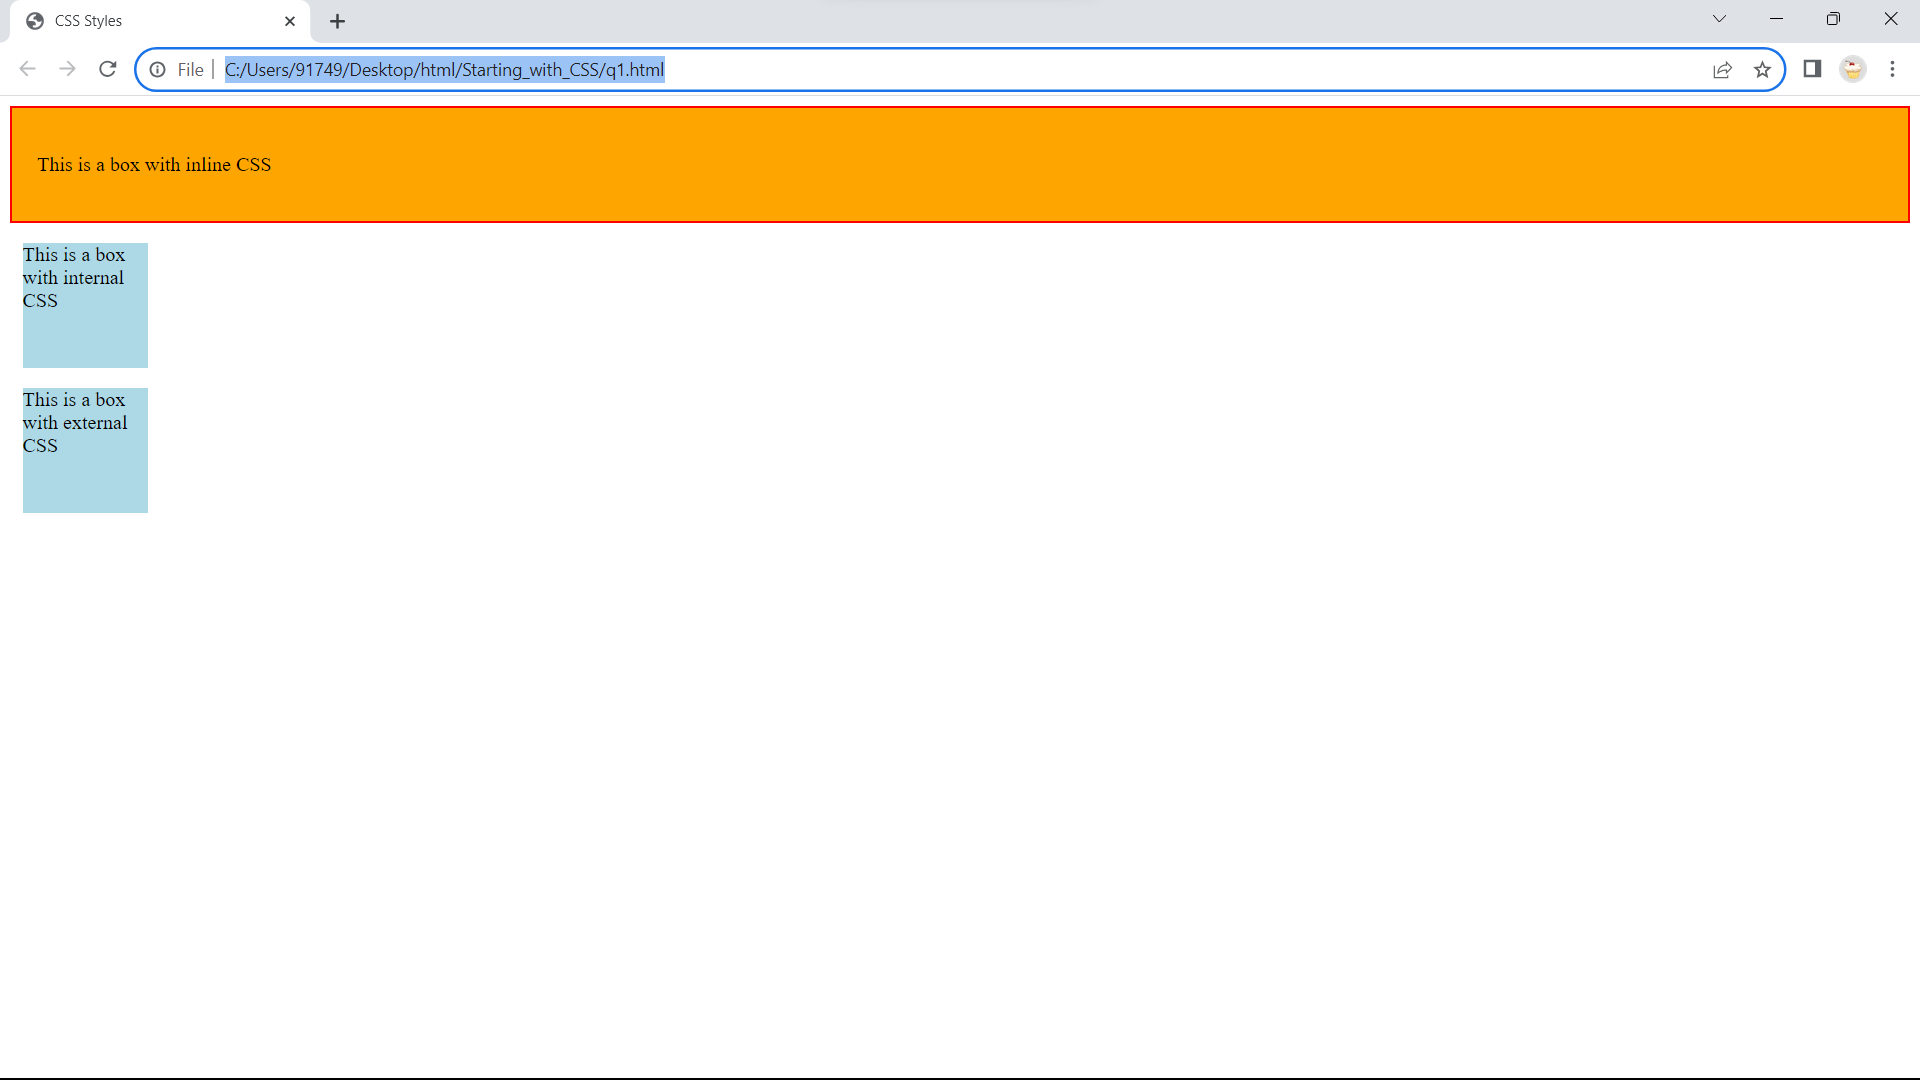 CSS Styles
File
C:/Users/91749/Desktop/html/Starting_with_CSS/q1.html
This is a box with inline CSS
This is a box
with internal
CSS
This is a box
with external
CSS